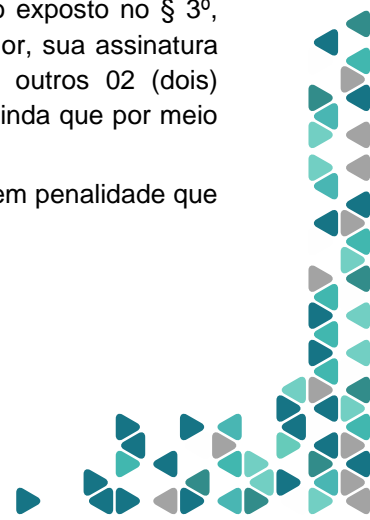 o exposto no § 3º,
or, sua assinatura
outros 02 (dois)
inda que por meio
em penalidade que